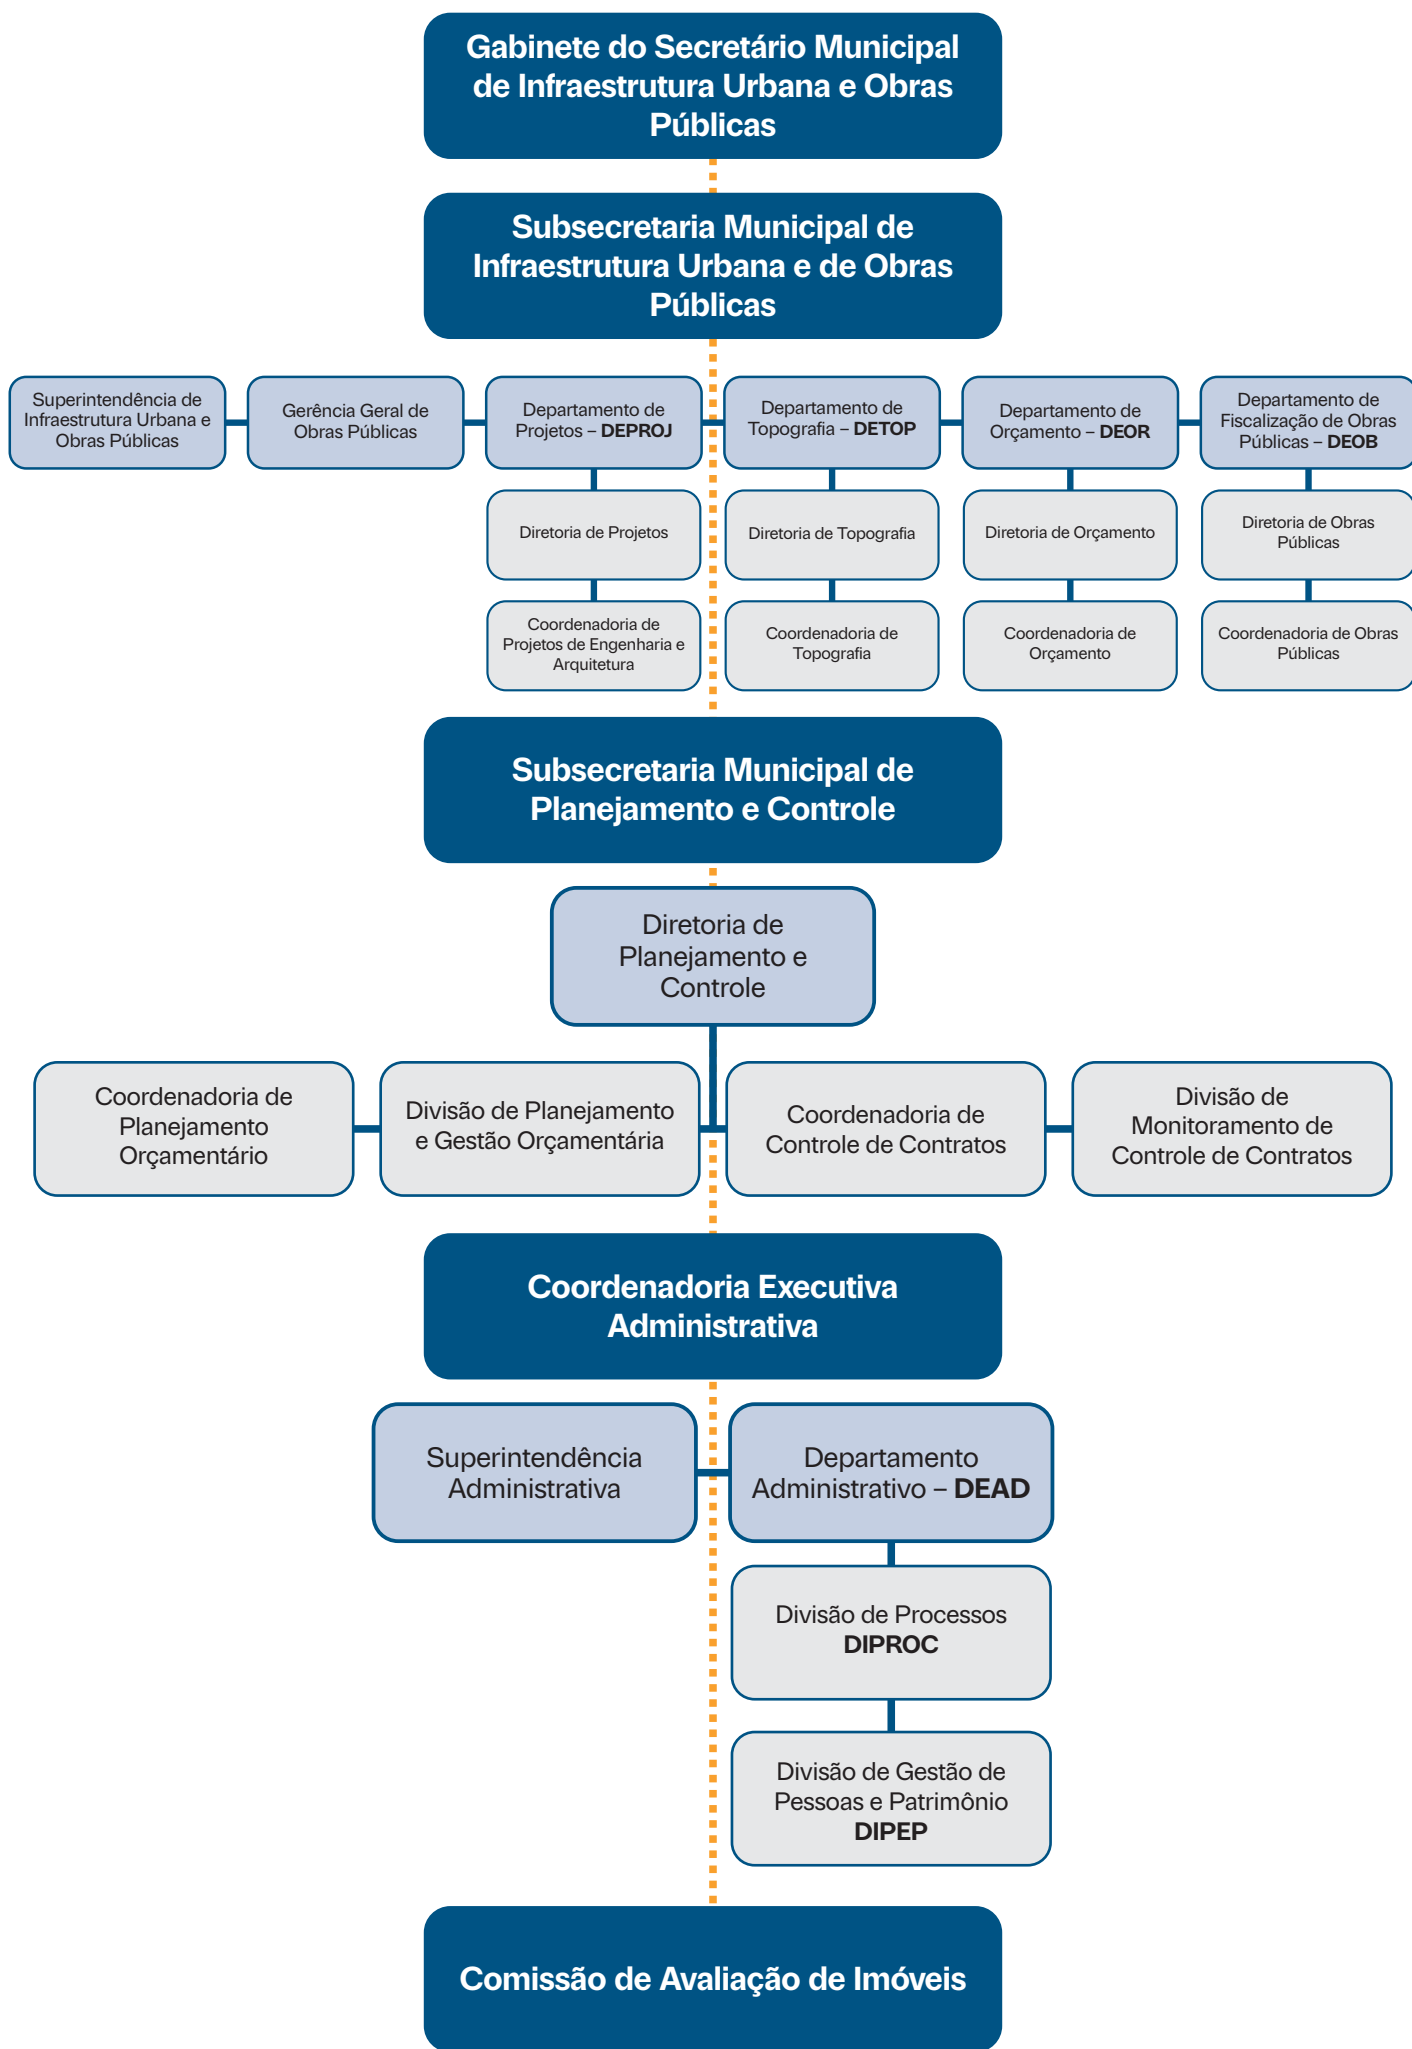 Gabinete do Secretário Municipal
de Infraestrutura Urbana e Obras
Públicas
Subsecretaria Municipal de
Infraestrutura Urbana e de Obras
Públicas
Superintendência de
Infraestrutura Urbana e
Obras Públicas
Gerência Geral de
Obras Públicas
Departamento de
Projetos – DEPROJ
Departamento de
Topografia – DETOP
Departamento de
Orçamento – DEOR
Departamento de
Fiscalização de Obras
Públicas – DEOB
Diretoria de Projetos
Diretoria de Topografia
Diretoria de Orçamento
Diretoria de Obras
Públicas
Coordenadoria de
Projetos de Engenharia e
Arquitetura
Coordenadoria de
Topografia
Coordenadoria de
Orçamento
Coordenadoria de Obras
Públicas
Subsecretaria Municipal de
Planejamento e Controle
Diretoria de
Planejamento e
Controle
Coordenadoria de
Planejamento
Orçamentário
Divisão de Planejamento
e Gestão Orçamentária
Coordenadoria de
Controle de Contratos
Divisão de
Monitoramento de
Controle de Contratos
Coordenadoria Executiva
Administrativa
Superintendência
Administrativa
Departamento
Administrativo – DEAD
Divisão de Processos
DIPROC
Divisão de Gestão de
Pessoas e Patrimônio
DIPEP
Comissão de Avaliação de Imóveis